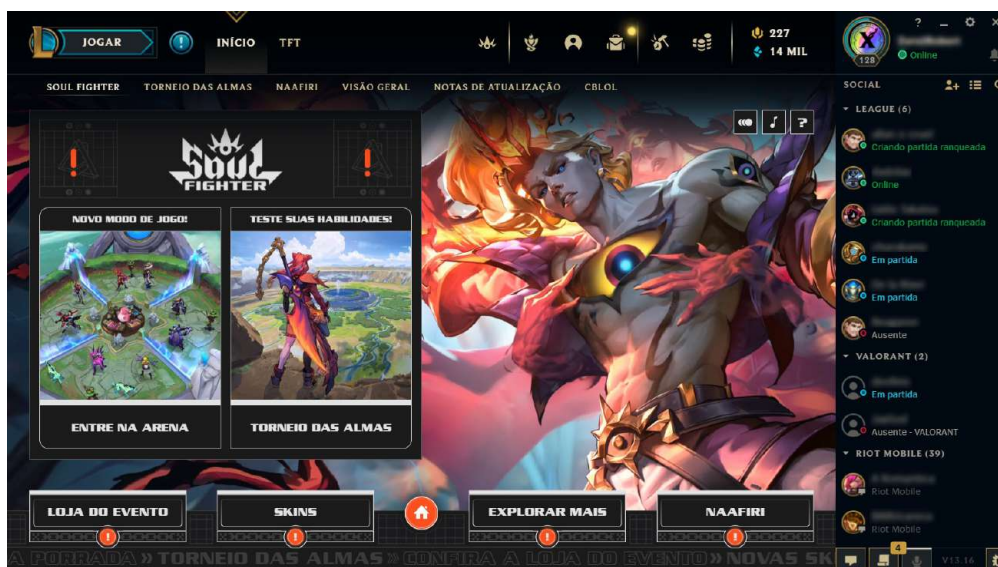 JOGAR
INÍCIO
TFT
227
14 MIL
128
Online
SOUL FIGHTER
TORNEIO DAS ALMAS
NAAFIRI
VISÃO GERAL
NOTAS DE ATUALIZAÇÃO
CBLOL
SOUL
FIGHTER
NOVO MODO DE JOGO!
TESTE SUAS HABILIDADES!
ENTRE NA ARENA
TORNEIO DAS ALMAS
LOJA DO EVENTO
SKINS
EXPLORAR MAIS
NAAFIRI
A PORRADA » TORNEIO DAS ALMAS » CONFIRA A LOJA DO EVENTO » NOVAS SK
SOCIAL
LEAGUE (6)
Criando partida ranqueada
Online
Criando partida ranqueada
Em partida
Em partida
Ausente
VALORANT (2)
Em partida
Ausente - VALORANT
RIOT MOBILE (39)
Riot Mobile
Riot Mobile
4
V13.16